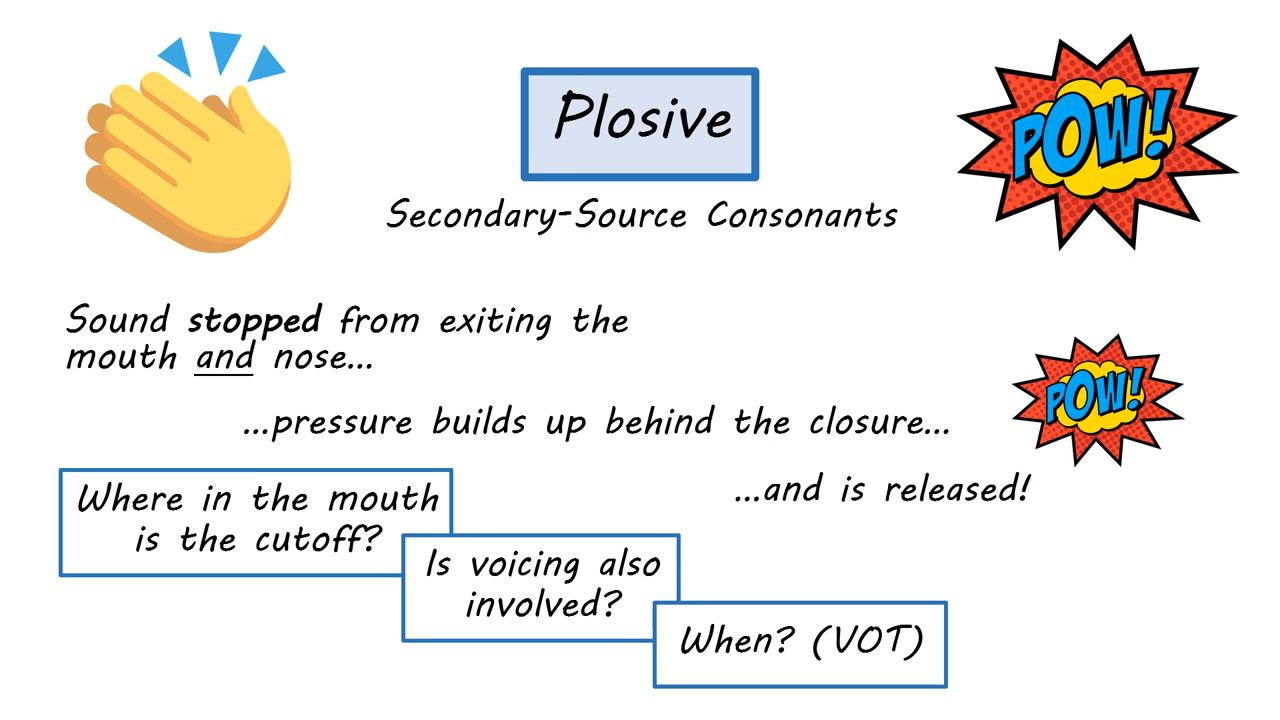 Plosive
POW!
Secondary-Source Consonants
Sound stopped from exiting the
mouth and nose...
POW!
...pressure builds up behind the closure...
...and is released!
Where in the mouth
is the cutoff?
Is voicing also
involved?
When? (VOT)